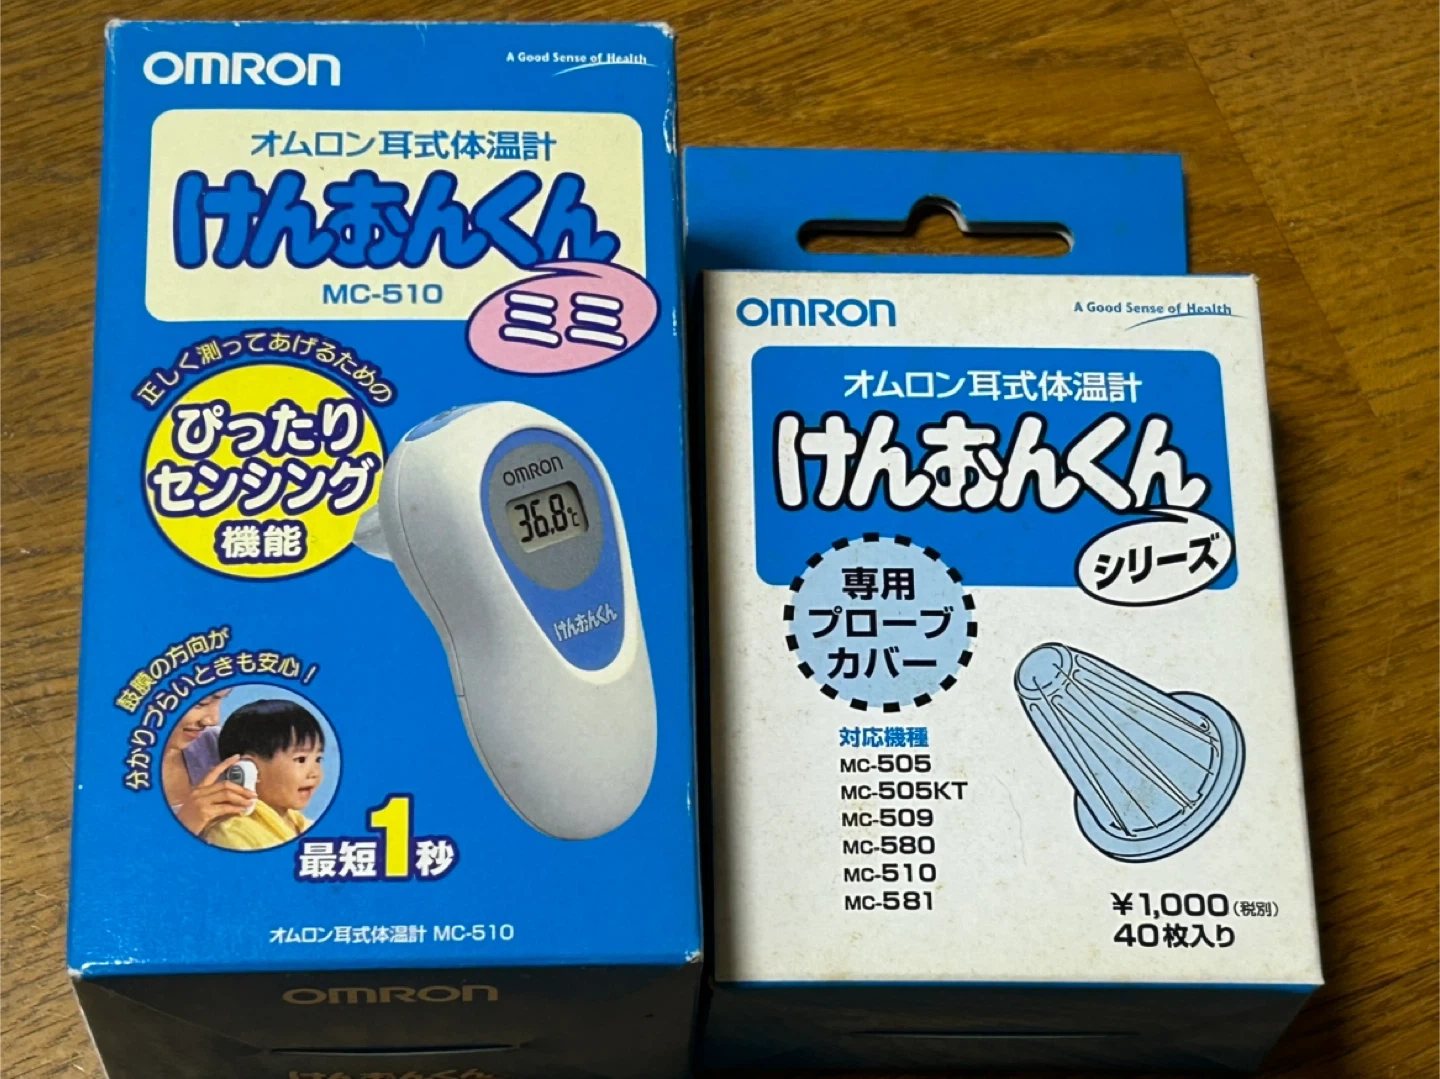 OMRON
A Good Sense of Health
オムロン耳式体温計
けんおんくん
MC-510
ミミ
正しく測ってあげるための
ぴったり
センシング
機能
OMRON
36.8℃
けんおんくん
鼓膜の方向が
分かりづらいときも安心!
最短1秒
オムロン耳式体温計 MC-510
OMRON
けんおんくん
OMRON
A Good Sense of Health
オムロン耳式体温計
けんおんくん
シリーズ
専用
プローブ
カバー
対応機種
MC-505
MC-505KT
MC-509
MC-580
MC-510
MC-581
¥1,000(税別)
40枚入り